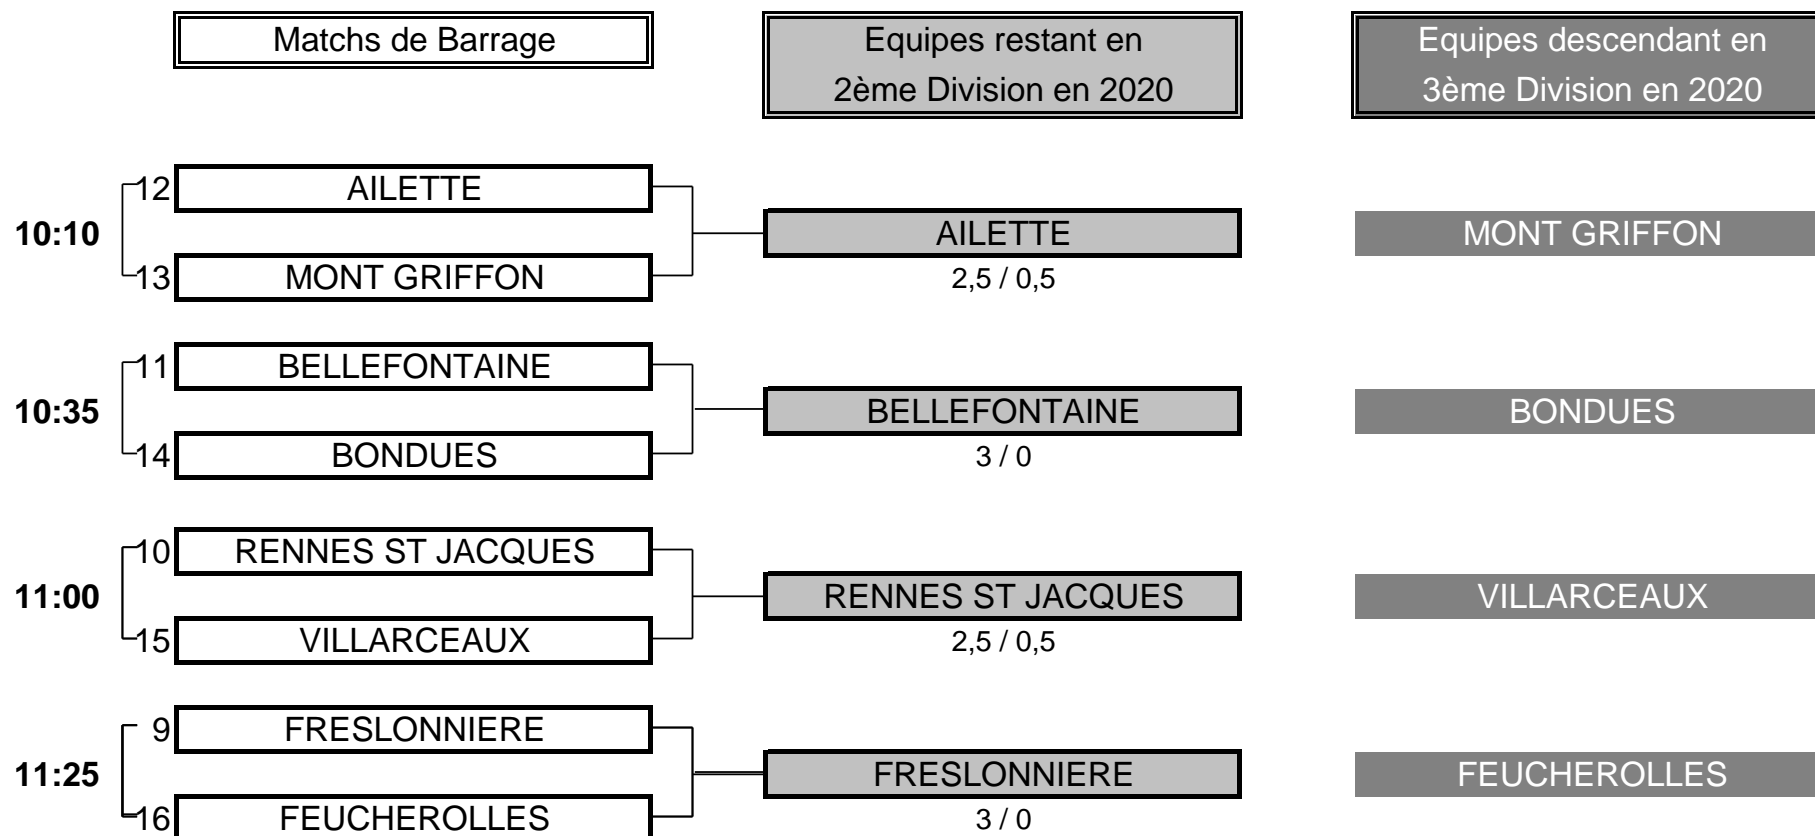 Matchs de Barrage
Equipes restant en
2ème Division en 2020
Equipes descendant en
3ème Division en 2020
12 AILETTE
10:10 AILETTE MONT GRIFFON
13 MONT GRIFFON 2,5 / 0,5
11 BELLEFONTAINE
10:35 BELLEFONTAINE BONDUES
14 BONDUES 3 / 0
10 RENNES ST JACQUES
11:00 RENNES ST JACQUES VILLARCEAUX
15 VILLARCEAUX 2,5 / 0,5
9 FRESLONNIERE
11:25 FRESLONNIERE FEUCHEROLLES
16 FEUCHEROLLES 3 / 0